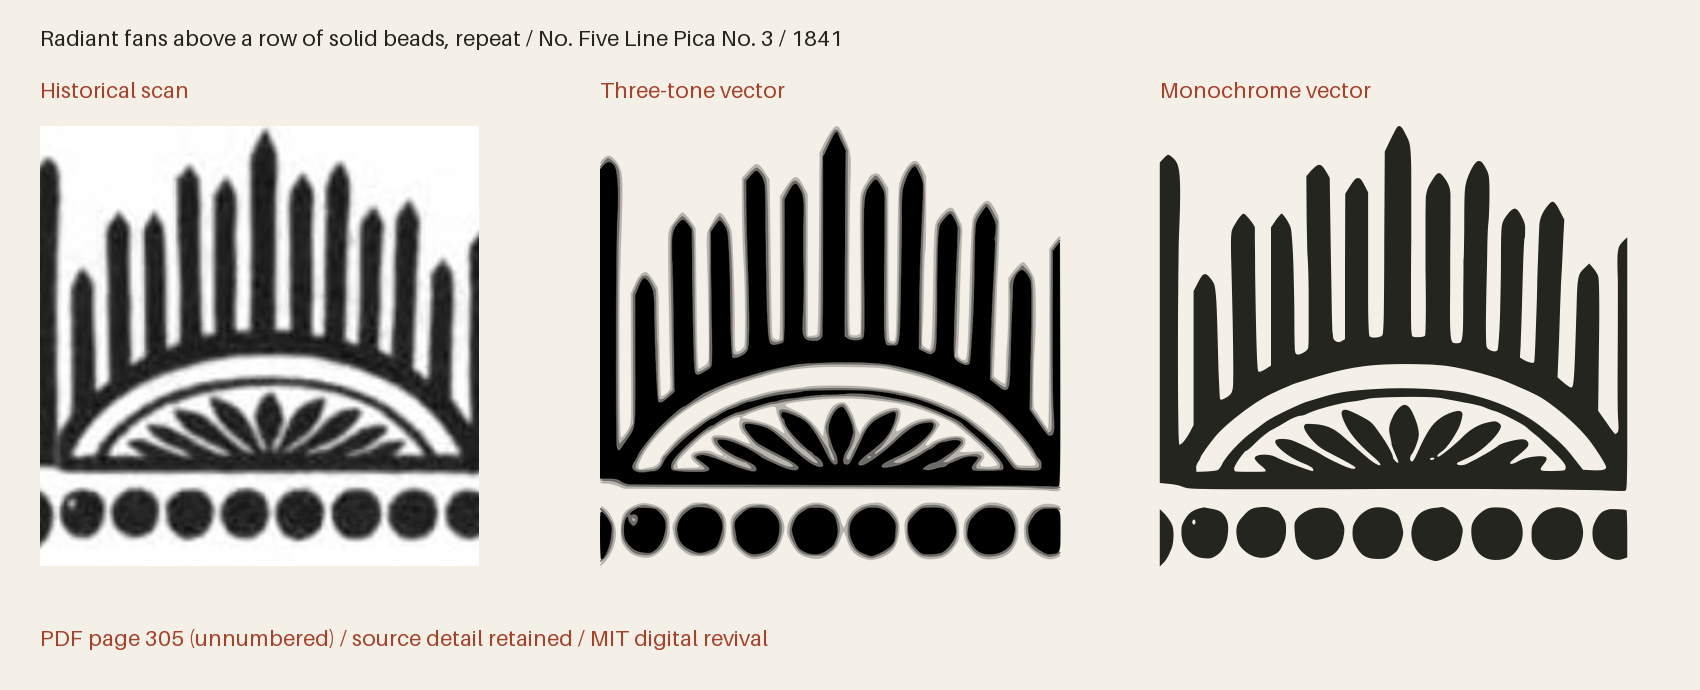 Radiant fans above a row of solid beads, repeat / No. Five Line Pica No. 3 / 1841
Historical scan
Three-tone vector
Monochrome vector
PDF page 305 (unnumbered) / source detail retained / MIT digital revival